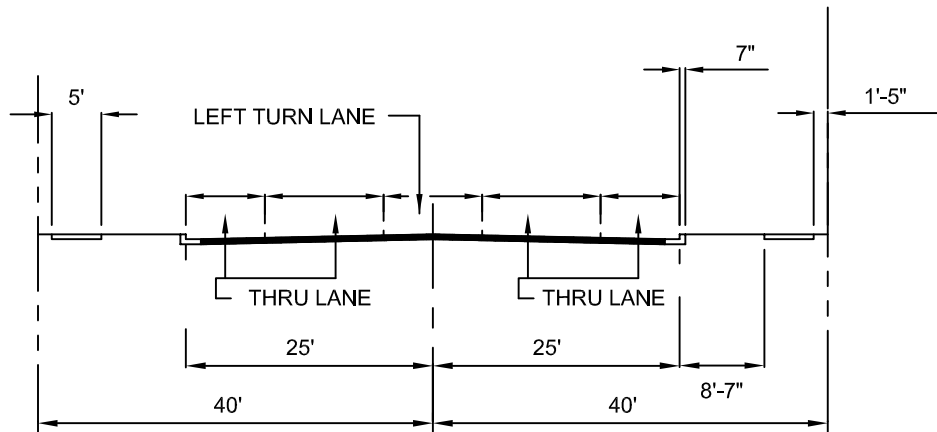 7"
5'
1'-5"
LEFT TURN LANE
THRU LANE
THRU LANE
25'
25'
8'-7"
40'
40'